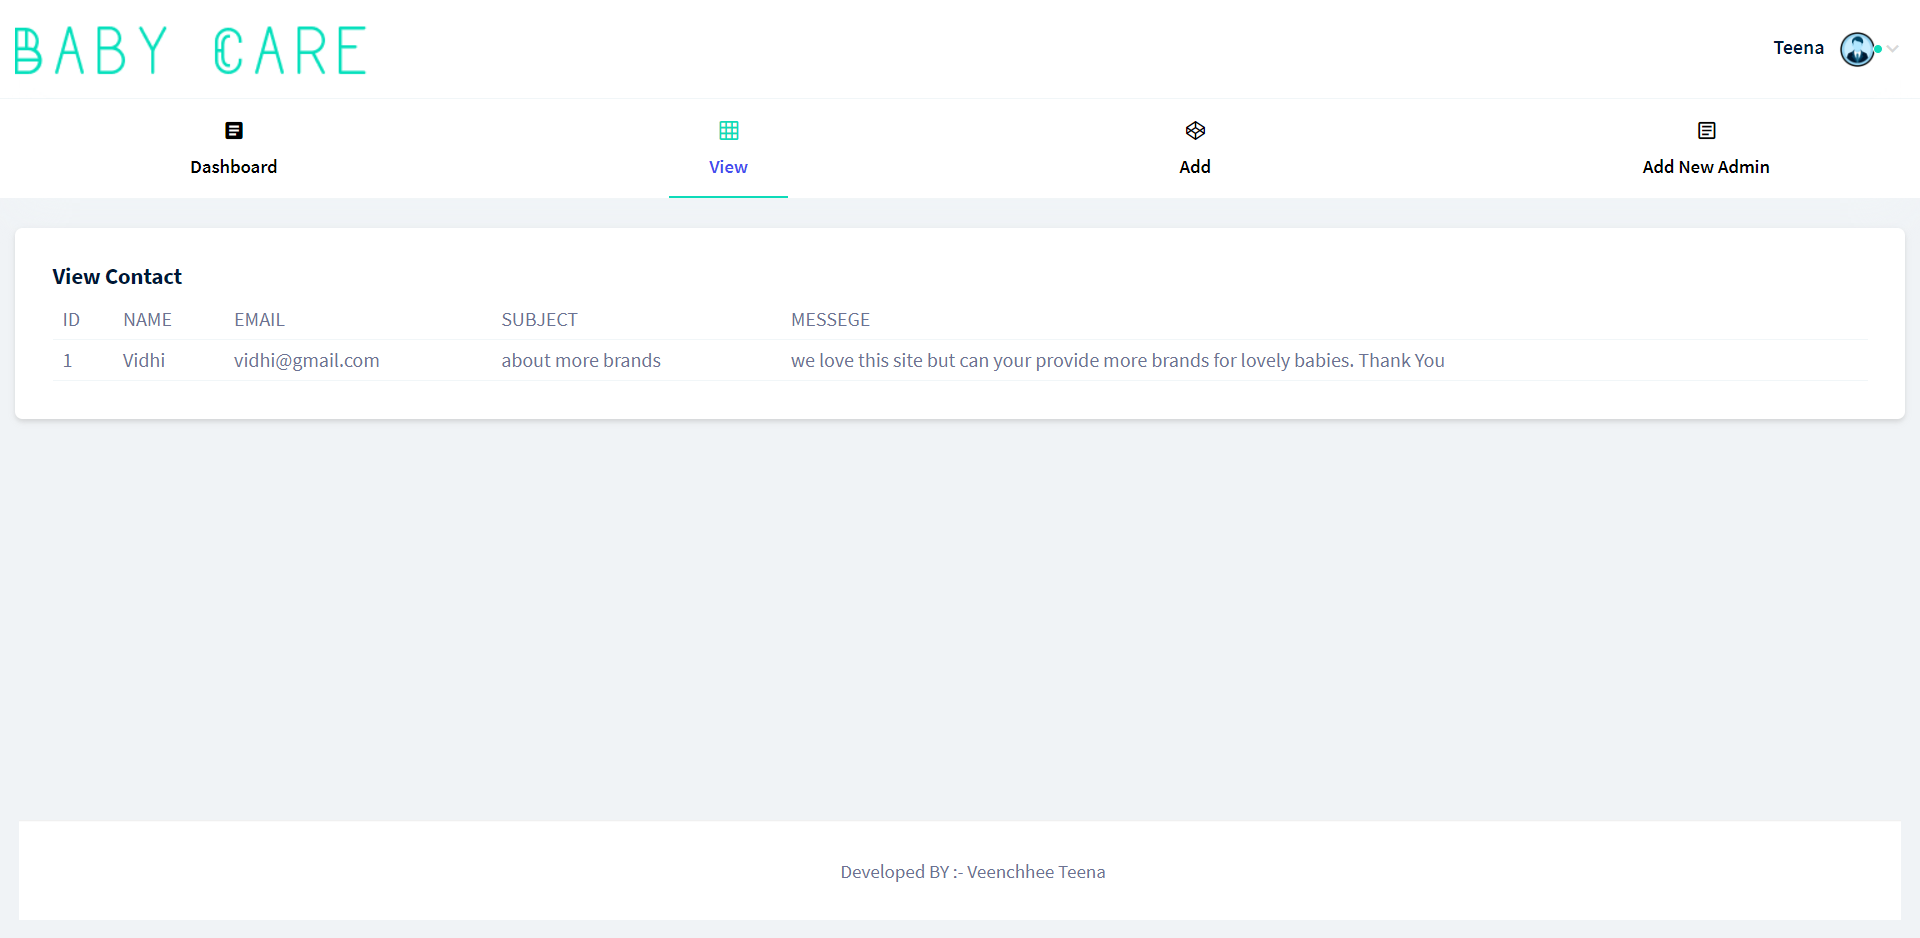 BABY CARE
Teena
Dashboard
View
Add
Add New Admin
View Contact
ID NAME EMAIL SUBJECT MESSEGE
1 Vidhi vidhi@gmail.com about more brands we love this site but can your provide more brands for lovely babies. Thank You
Developed BY :- Veenchhee Teena